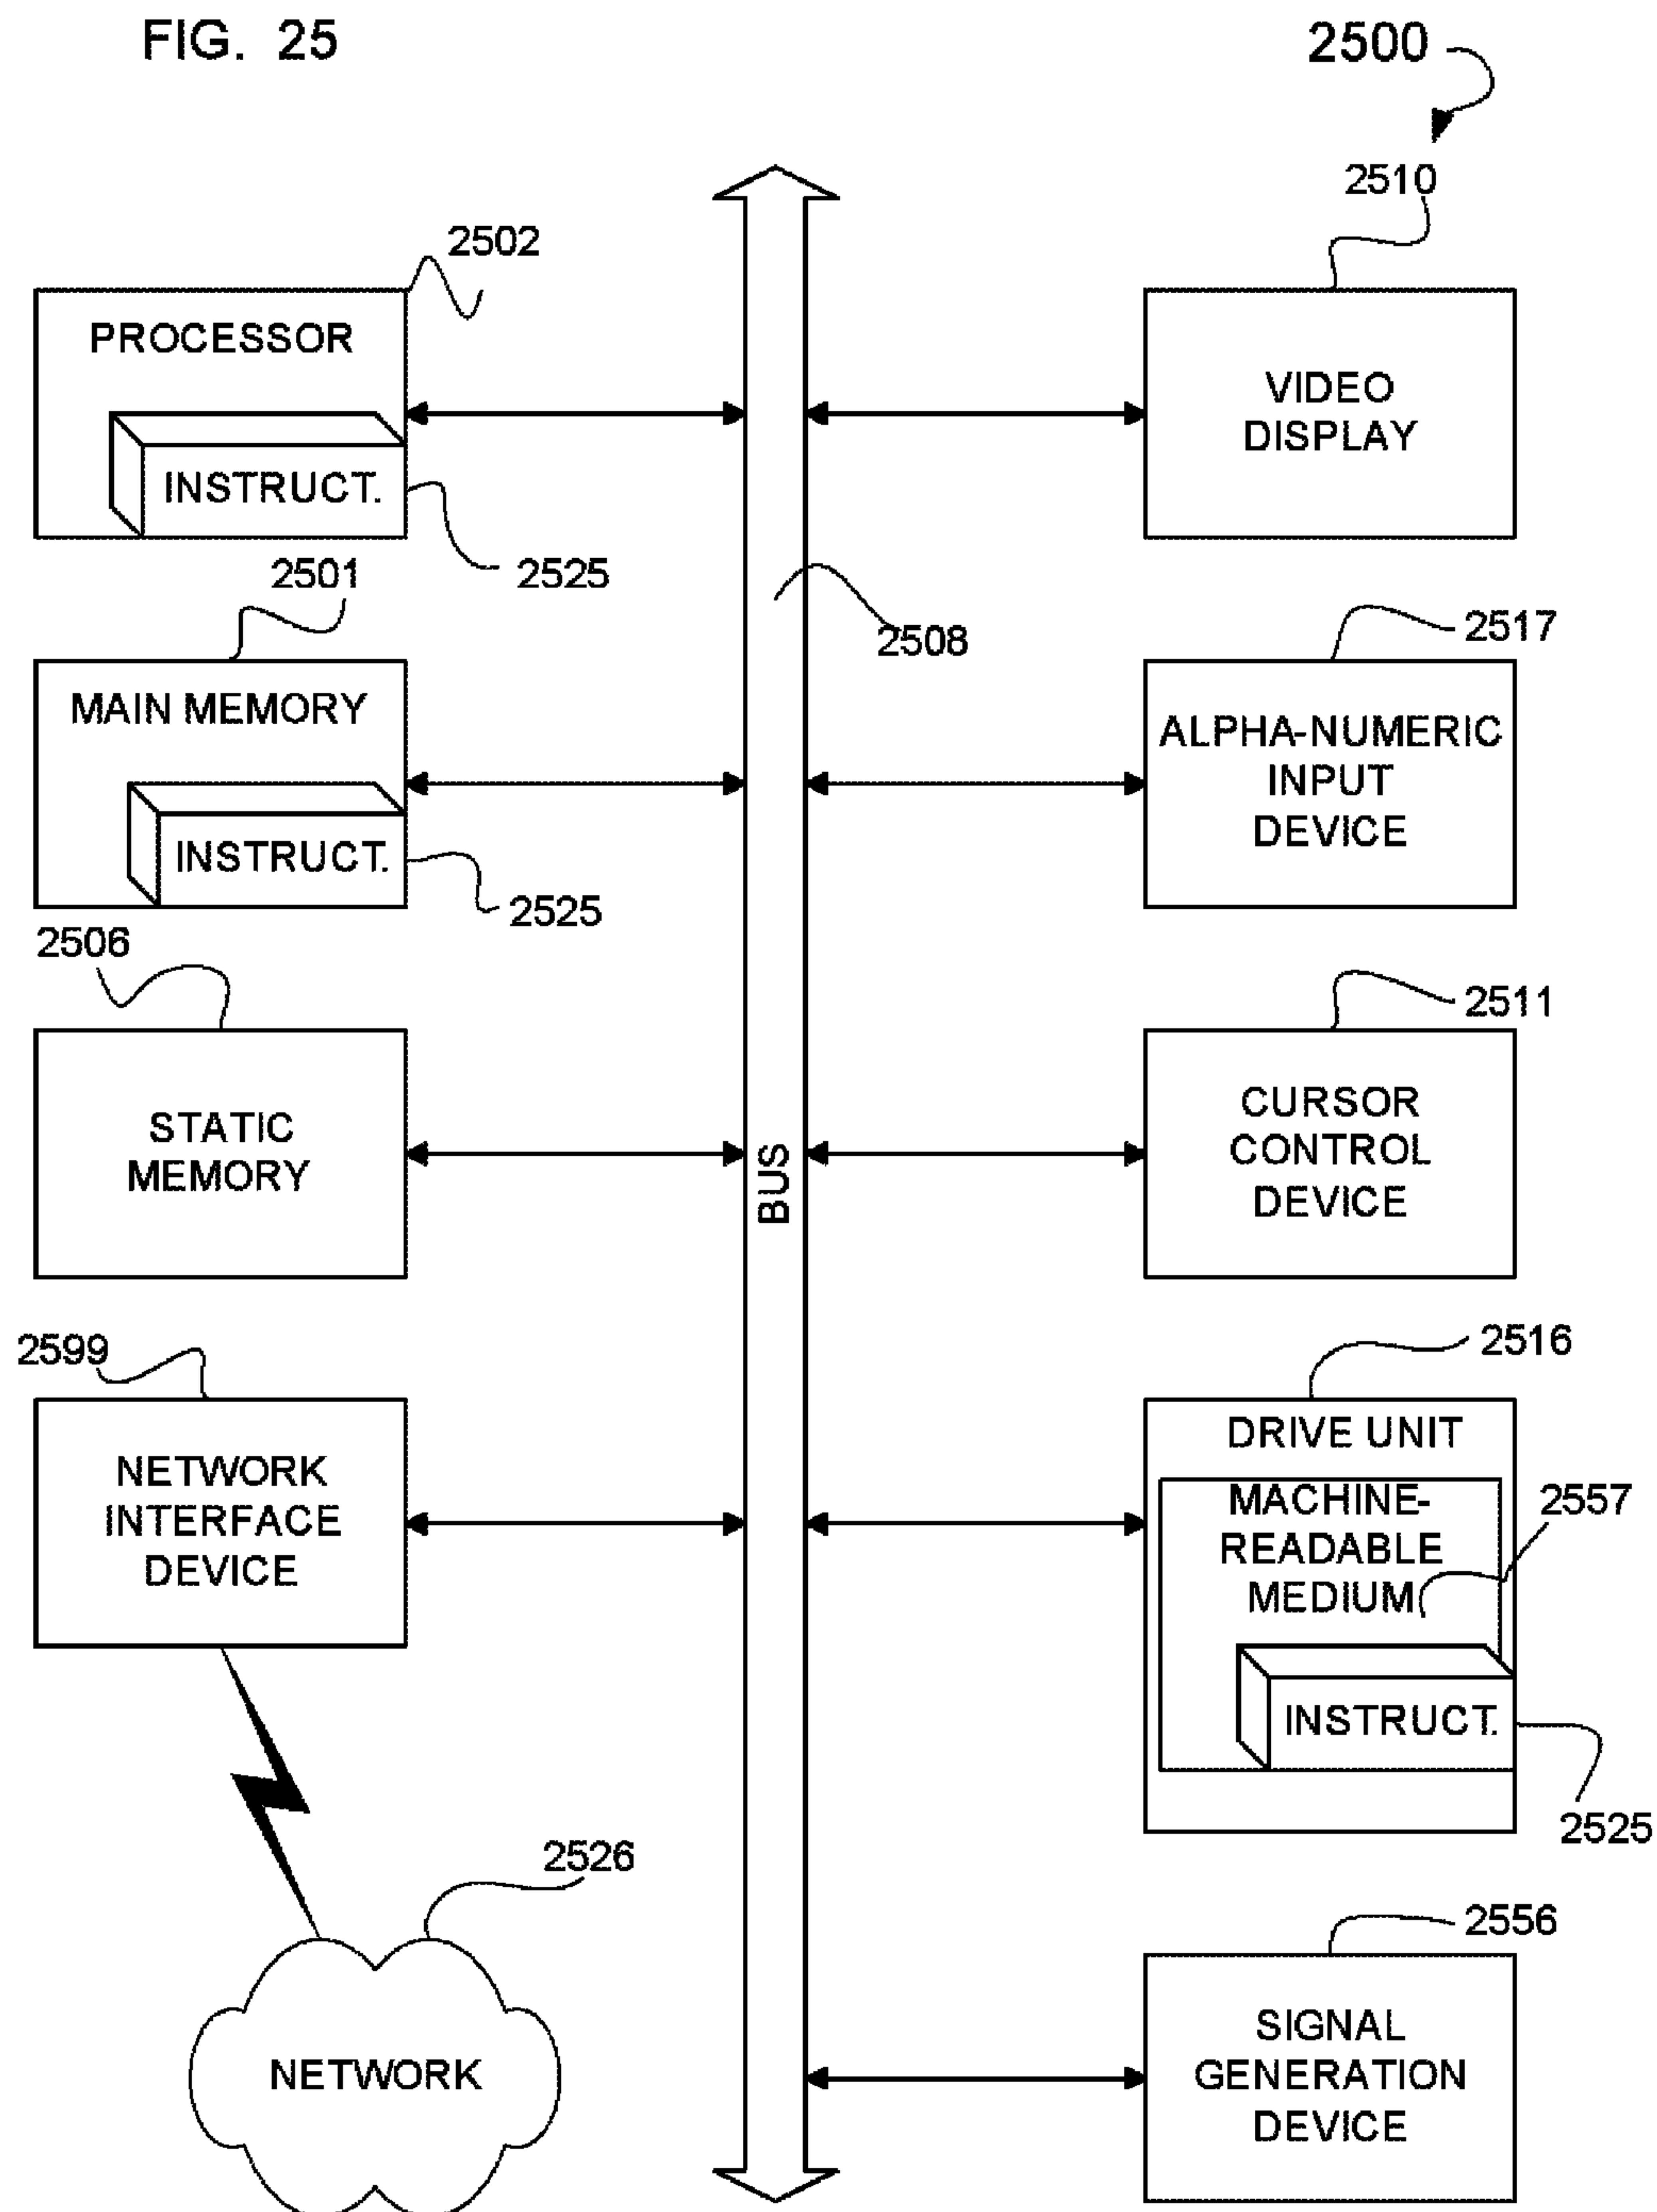 FIG. 25
2500
2510
2502
PROCESSOR
INSTRUCT.
2525
VIDEO
DISPLAY
2501
MAIN MEMORY
INSTRUCT.
2525
2508
2517
ALPHA-NUMERIC
INPUT
DEVICE
2506
STATIC
MEMORY
BUS
2511
CURSOR
CONTROL
DEVICE
2599
NETWORK
INTERFACE
DEVICE
2516
DRIVE UNIT
MACHINE-
READABLE
MEDIUM
2557
INSTRUCT.
2525
2526
NETWORK
2556
SIGNAL
GENERATION
DEVICE